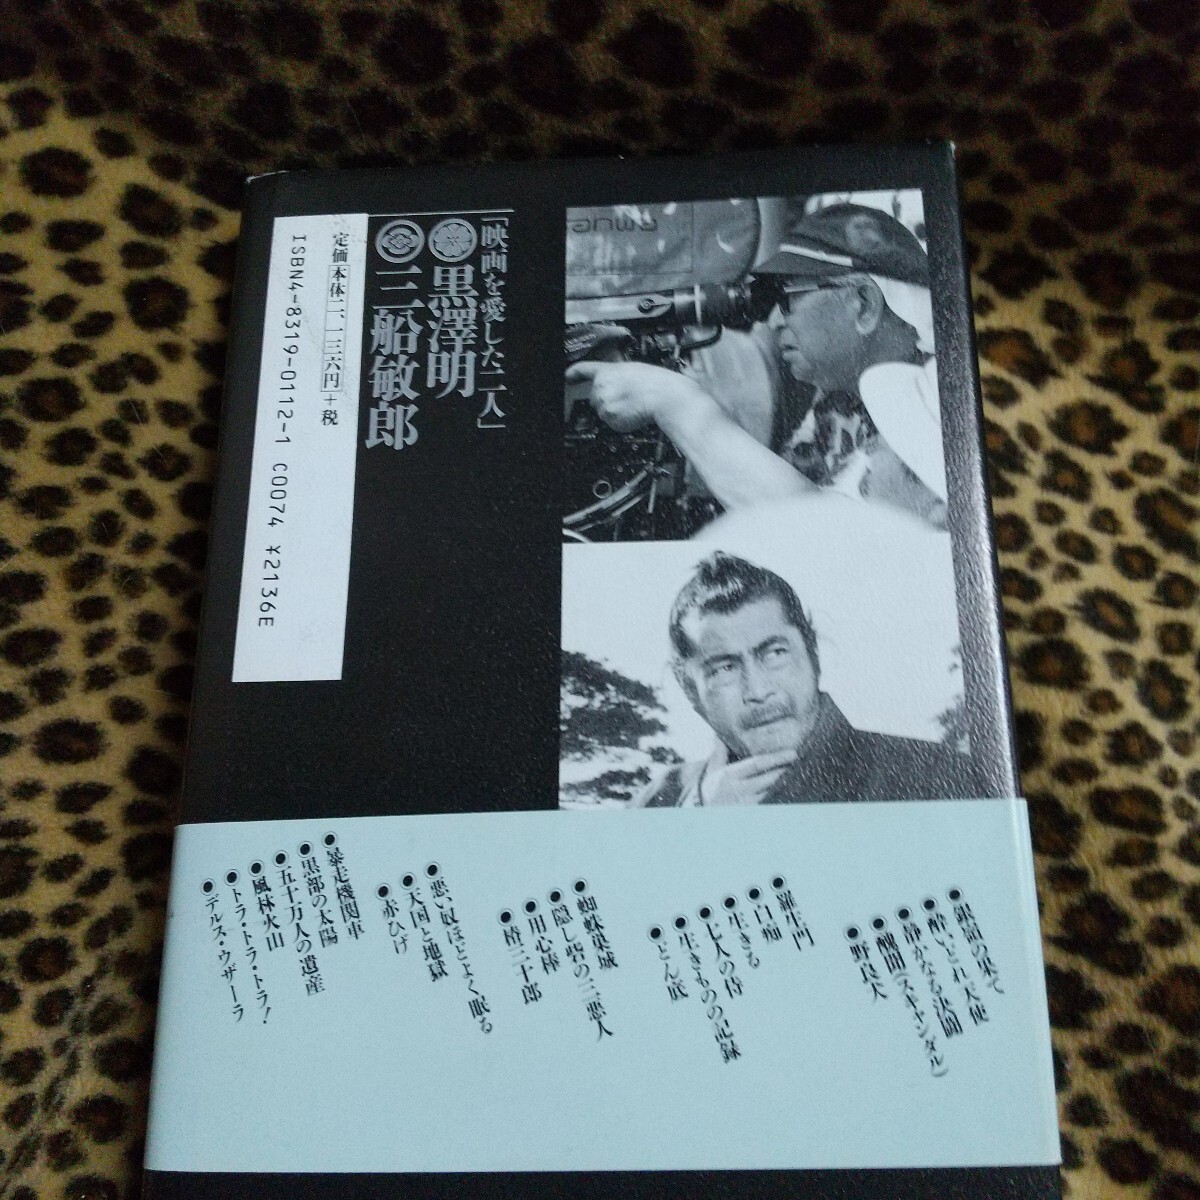 「映画を愛した二人」
黒澤明
三船敏郎
定価 本体二、一三六円 +税
ISBN4-8319-0112-1 C0074 ¥2136E
●銀嶺の果て
●酔いどれ天使
●静かなる決闘
●醜聞(スキャンダル)
●野良犬
●羅生門
●白痴
●生きる
●七人の侍
●生きものの記録
●どん底
●蜘蛛巣城
●隠し砦の三悪人
●用心棒
●椿三十郎
●悪い奴ほどよく眠る
●天国と地獄
●赤ひげ
●暴走機関車
●黒部の太陽
●五十万人の遺産
●風林火山
●トラ・トラ・トラ!
●デルス・ウザーラ